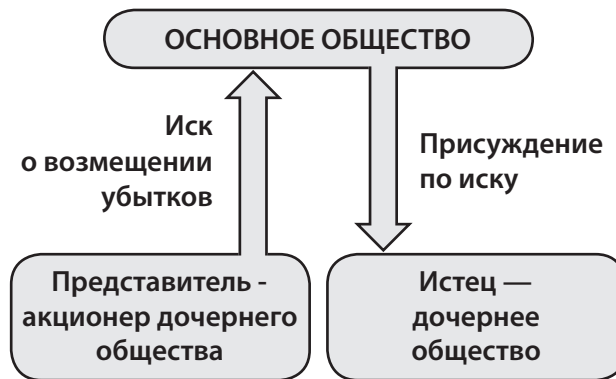 ОСНОВНОЕ ОБЩЕСТВО
Иск
о возмещении
убытков
Присуждение
по иску
Представитель -
акционер дочернего
общества
Истец —
дочернее
общество